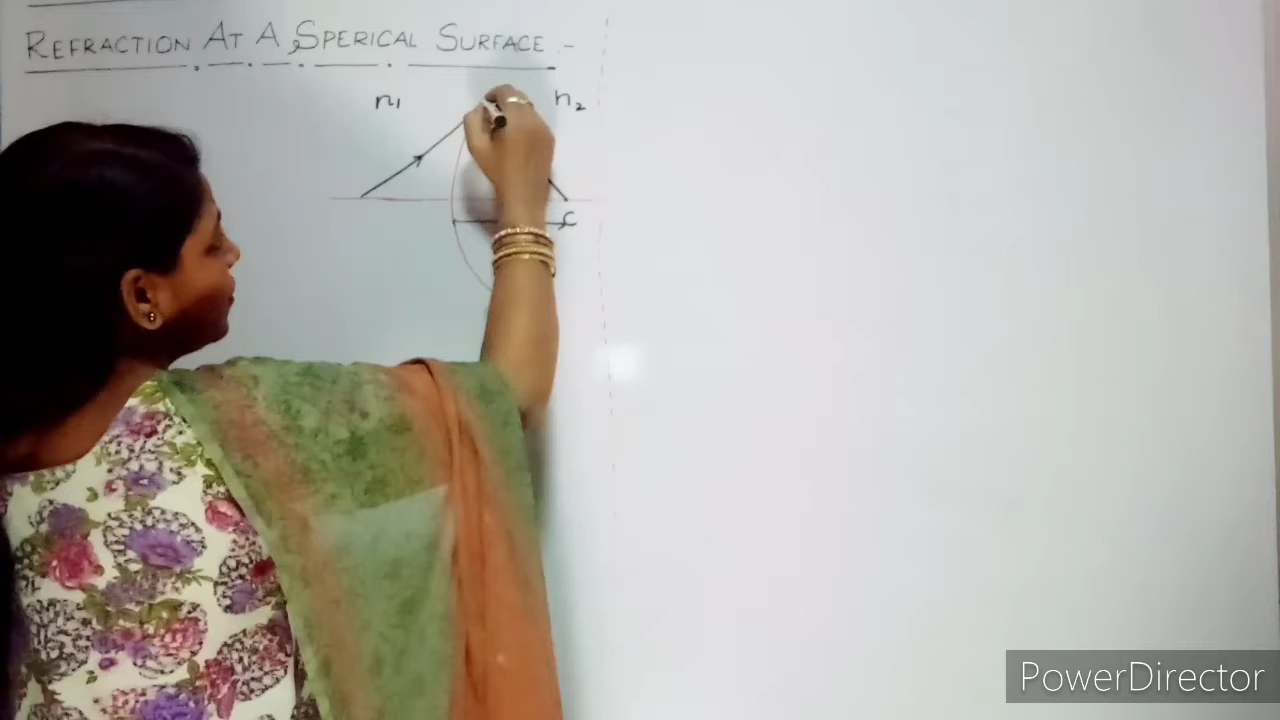 REFRACTION AT A SPERICAL SURFACE :-
n1
n2
C
PowerDirector